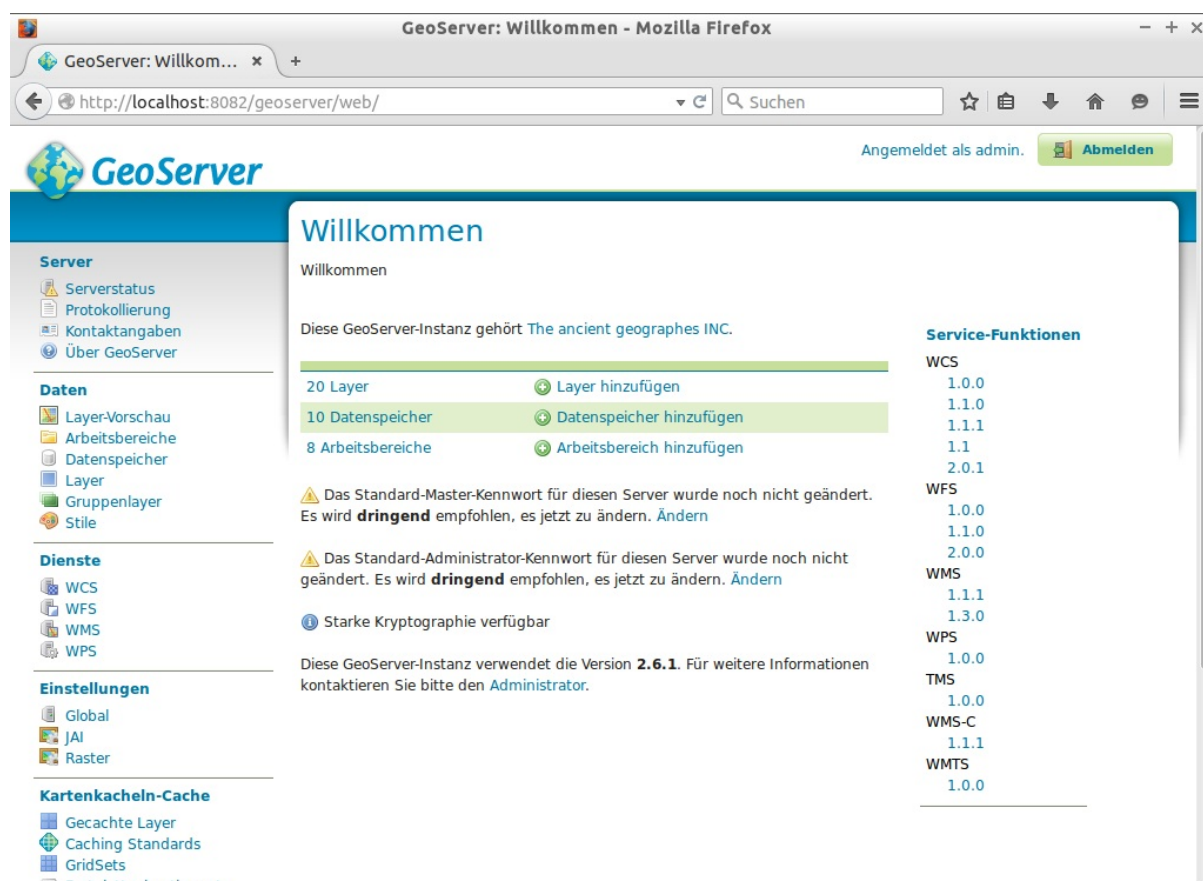 GeoServer: Willkommen - Mozilla Firefox
GeoServer: Willkom...
http://localhost:8082/geoserver/web/
Suchen
GeoServer
Angemeldet als admin.
Abmelden
Server
Serverstatus
Protokollierung
Kontaktangaben
Über GeoServer
Daten
Layer-Vorschau
Arbeitsbereiche
Datenspeicher
Layer
Gruppenlayer
Stile
Dienste
WCS
WFS
WMS
WPS
Einstellungen
Global
JAI
Raster
Kartenkacheln-Cache
Gecachte Layer
Caching Standards
GridSets
Willkommen
Willkommen
Diese GeoServer-Instanz gehört The ancient geographes INC.
20 Layer
Layer hinzufügen
10 Datenspeicher
Datenspeicher hinzufügen
8 Arbeitsbereiche
Arbeitsbereich hinzufügen
Das Standard-Master-Kennwort für diesen Server wurde noch nicht geändert.
Es wird dringend empfohlen, es jetzt zu ändern. Ändern
Das Standard-Administrator-Kennwort für diesen Server wurde noch nicht
geändert. Es wird dringend empfohlen, es jetzt zu ändern. Ändern
Starke Kryptographie verfügbar
Diese GeoServer-Instanz verwendet die Version 2.6.1. Für weitere Informationen
kontaktieren Sie bitte den Administrator.
Service-Funktionen
WCS
1.0.0
1.1.0
1.1.1
1.1
2.0.1
WFS
1.0.0
1.1.0
2.0.0
WMS
1.1.1
1.3.0
WPS
1.0.0
TMS
1.0.0
WMS-C
1.1.1
WMTS
1.0.0